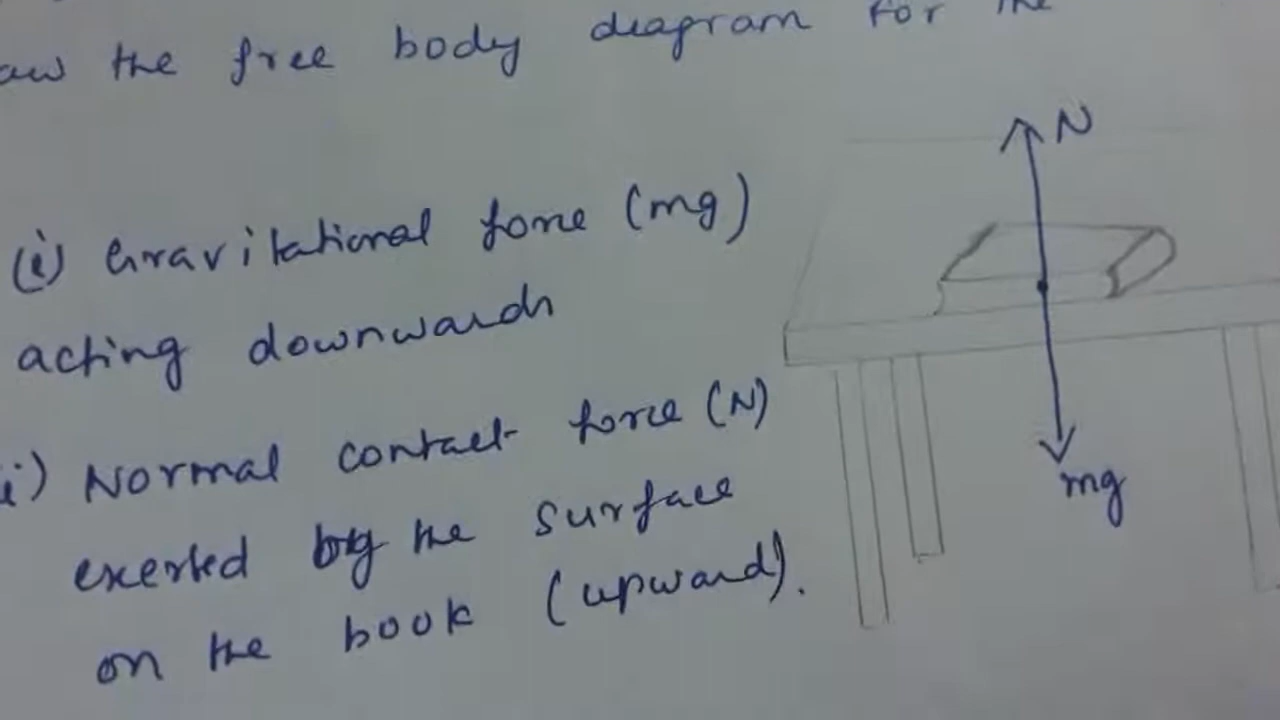 the free body diagram for the
N
(i) Gravitational force (mg)
acting downwards
i) Normal contact force (N)
exerted by the surface
on the book (upward).
mg